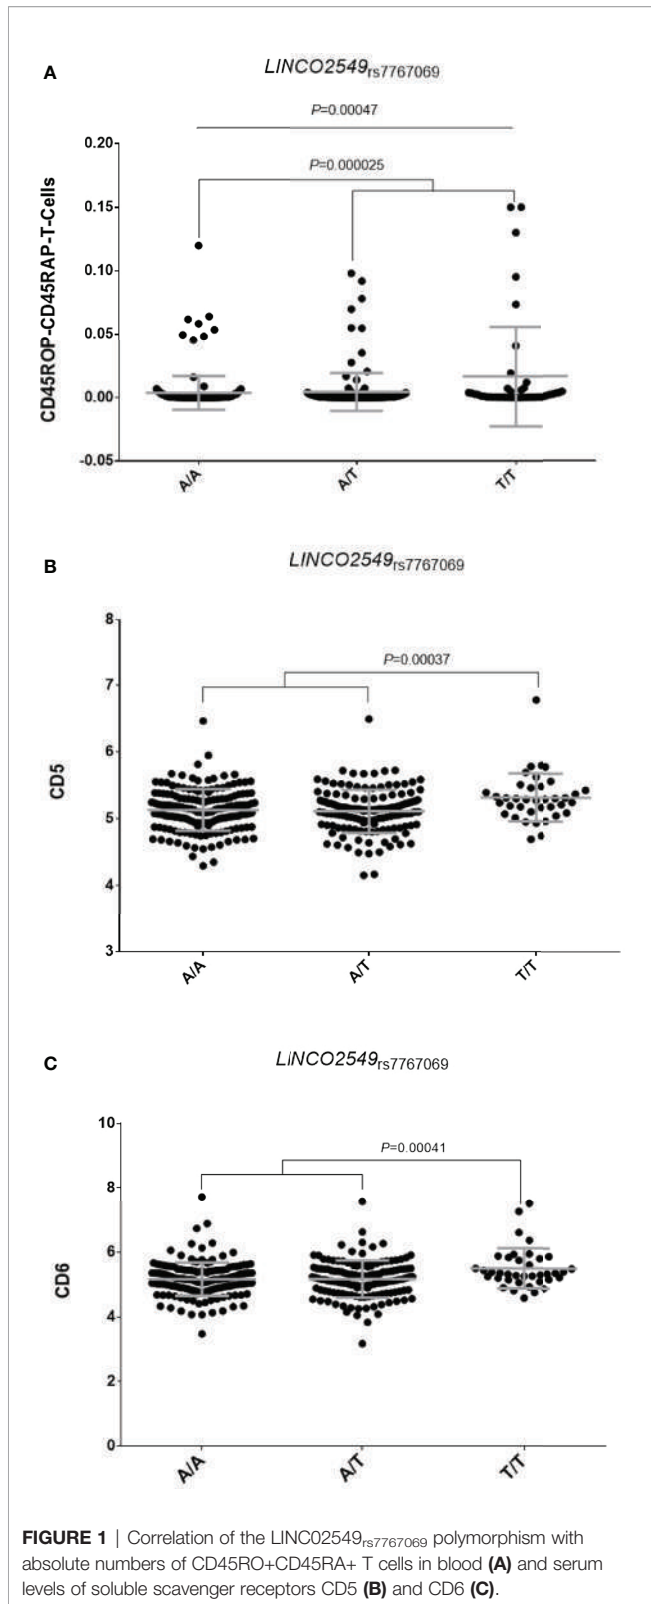 A
LINCO2549rs7767069
P=0.00047
P=0.000025
CD45ROP-CD45RAP-T-Cells
0.20
0.15
0.10
0.05
0.00
-0.05
A/A
A/T
T/T
B
LINCO2549rs7767069
P=0.00037
CD5
8
7
6
5
4
3
A/A
A/T
T/T
C
LINCO2549rs7767069
P=0.00041
CD6
10
8
6
4
2
0
A/A
A/T
T/T
FIGURE 1 | Correlation of the LINC02549rs7767069 polymorphism with
absolute numbers of CD45RO+CD45RA+ T cells in blood (A) and serum
levels of soluble scavenger receptors CD5 (B) and CD6 (C).